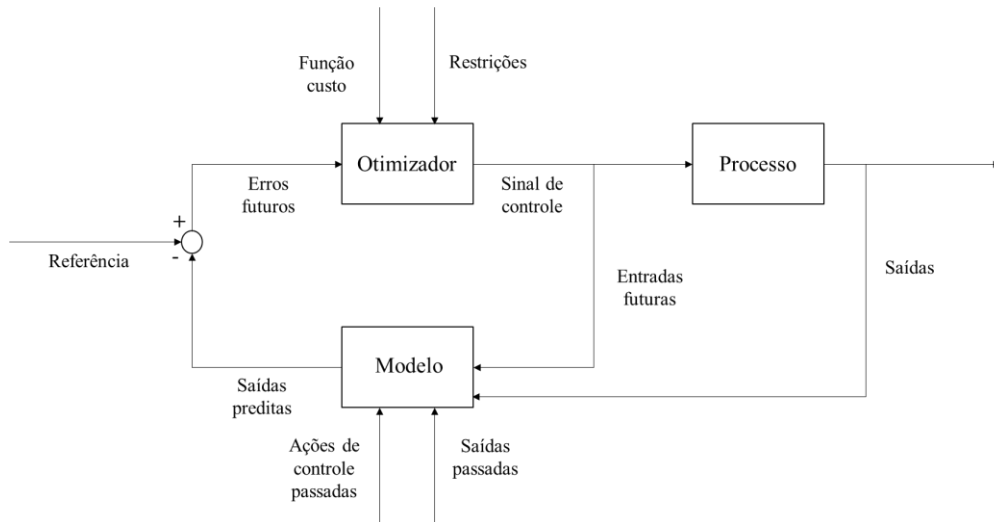 Função
custo
Restrições
Otimizador
Processo
Erros
futuros
Sinal de
controle
+
-
Referência
Saídas
Entradas
futuras
Modelo
Saídas
preditas
Ações de
controle
passadas
Saídas
passadas